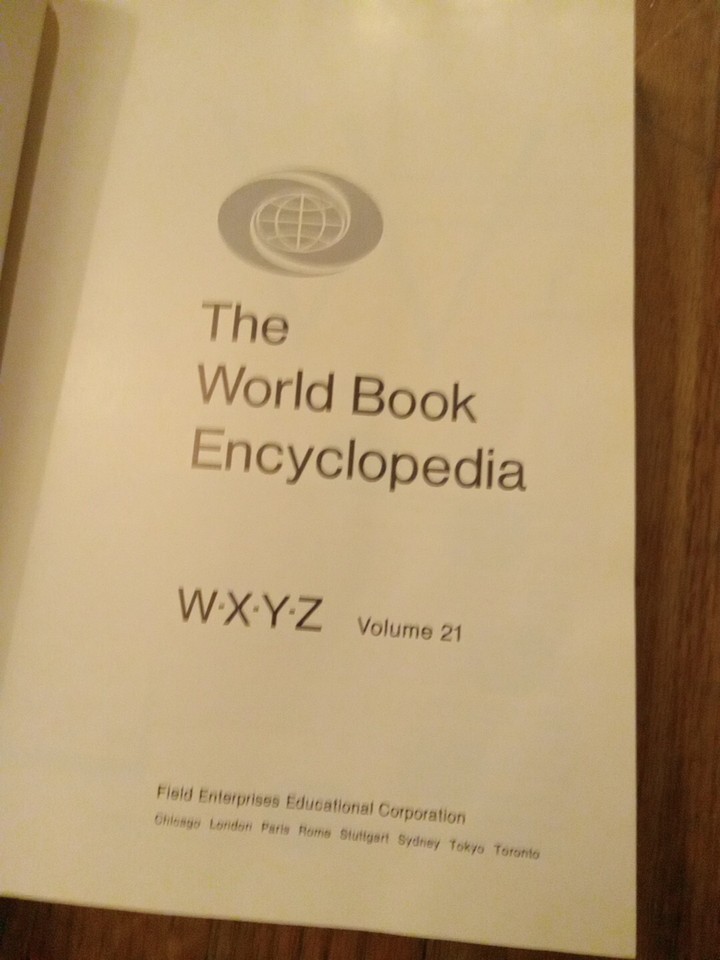 The
World Book
Encyclopedia
W·X·Y·Z Volume 21
Field Enterprises Educational Corporation
Chicago London Paris Rome Stuttgart Sydney Tokyo Toronto